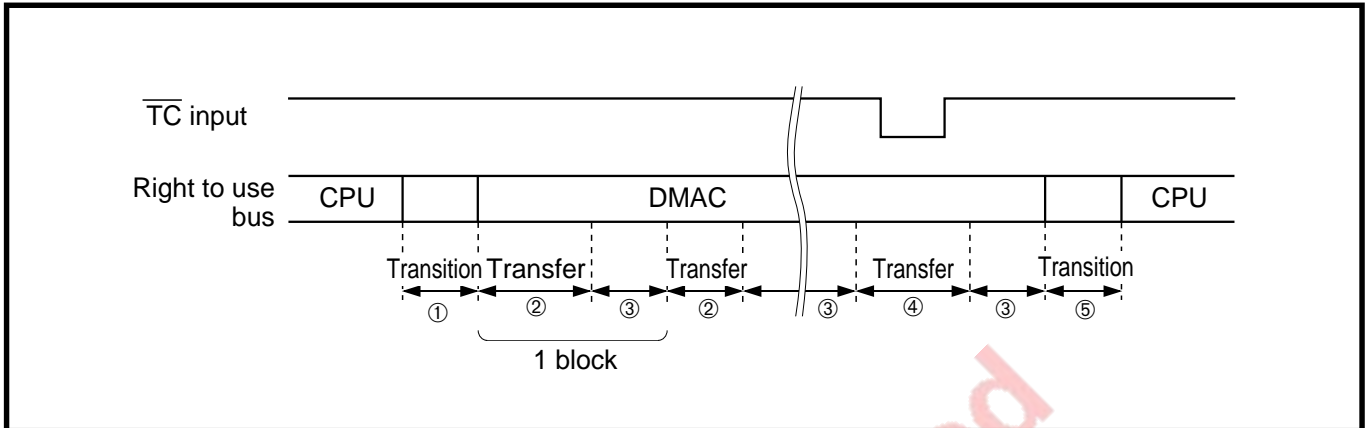 TC input
Right to use
bus
CPU
DMAC
CPU
Transition Transfer Transfer Transfer Transition
① ② ③ ② ③ ④ ③ ⑤
1 block